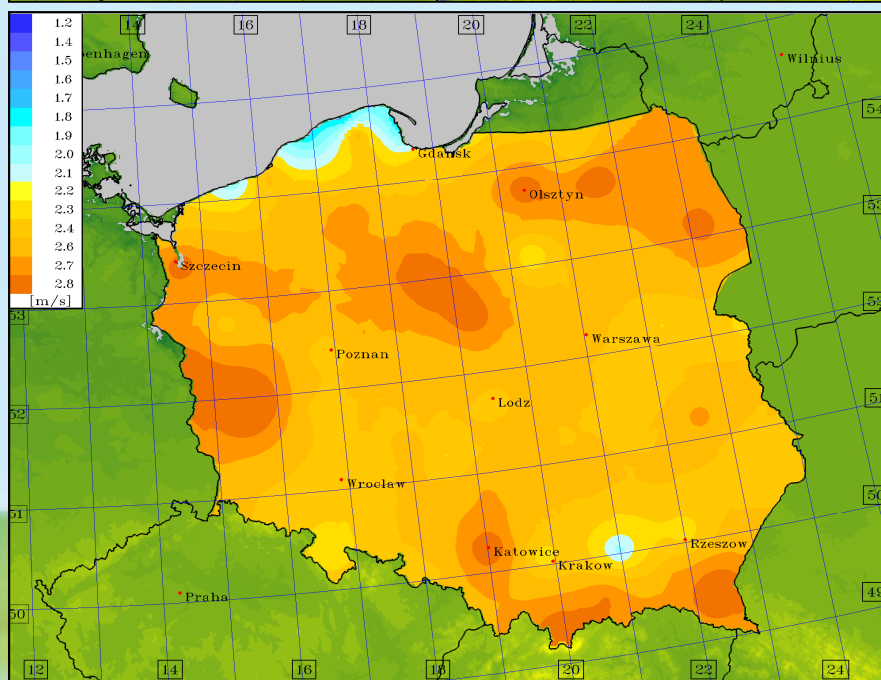 14
16
18
20
22
24
1.2
1.4
1.5
1.6
1.7
1.8
1.9
2.0
2.1
2.2
2.3
2.4
2.6
2.7
2.8
[m/s]
enhagen
Wilnius
54
Gdansk
Olsztyn
53
Szczecin
53
52
Warszawa
Poznan
52
51
Lodz
Wroclaw
50
51
Katowice
Krakow
Rzeszow
49
Praha
50
12
14
16
18
20
22
24